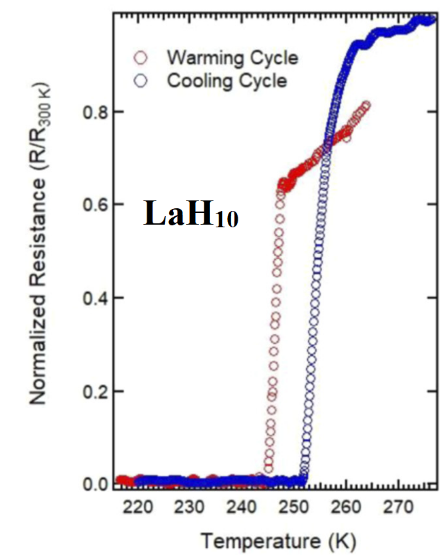 Warming Cycle
Cooling Cycle
LaH10
Normalized Resistance (R/R300 K)
0.8
0.6
0.4
0.2
0.0
220 230 240 250 260 270
Temperature (K)